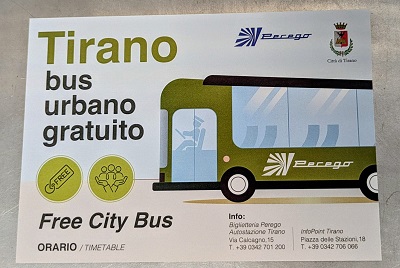 Tirano
bus
urbano
gratuito
Perego
Città di Tirano
FREE
Perego
Free City Bus
ORARIO / TIMETABLE
Info:
Biglietteria Perego
Autostazione Tirano
Via Calcagno,15
T. +39 0342 701 200
InfoPoint Tirano
Piazza delle Stazioni,18
T. +39 0342 706 066